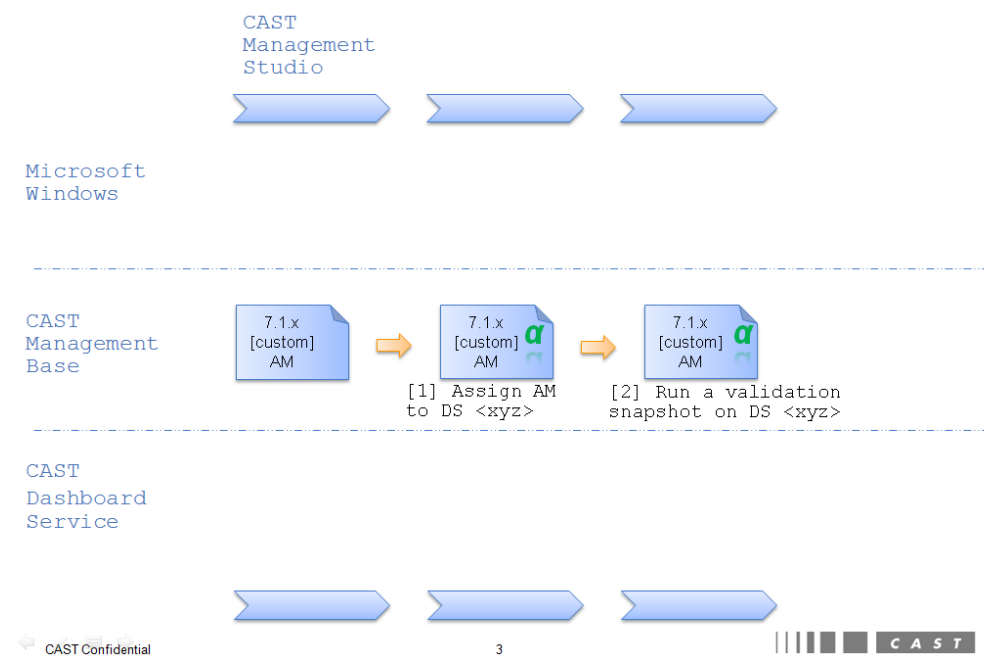 CAST
Management
Studio
Microsoft
Windows
CAST
Management
Base
7.1.x
[custom]
AM
7.1.x
[custom]
AM
α
7.1.x
[custom]
AM
α
[1] Assign AM
to DS <xyz>
[2] Run a validation
snapshot on DS <xyz>
CAST
Dashboard
Service
CAST Confidential
3
CAST